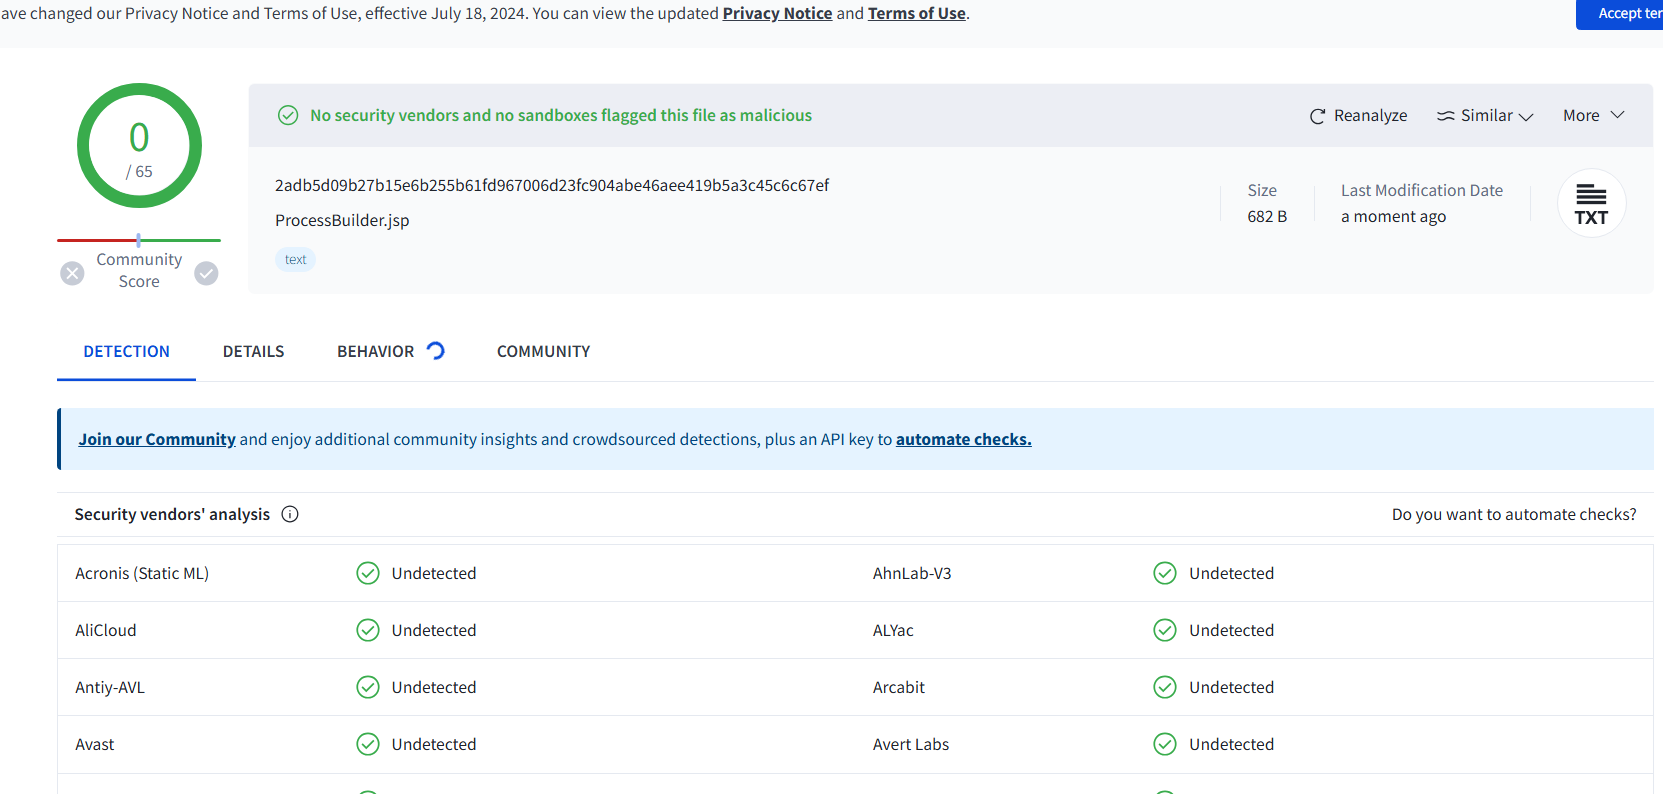 ave changed our Privacy Notice and Terms of Use, effective July 18, 2024. You can view the updated Privacy Notice and Terms of Use.
Accept ter
0
/ 65
Community
Score
No security vendors and no sandboxes flagged this file as malicious
Reanalyze
Similar
More
2adb5d09b27b15e6b255b61fd967006d23fc904abe46aee419b5a3c45c6c67ef
ProcessBuilder.jsp
text
Size
682 B
Last Modification Date
a moment ago
TXT
DETECTION
DETAILS
BEHAVIOR
COMMUNITY
Join our Community and enjoy additional community insights and crowdsourced detections, plus an API key to automate checks.
Security vendors' analysis
Do you want to automate checks?
Acronis (Static ML)
Undetected
AhnLab-V3
Undetected
AliCloud
Undetected
ALYac
Undetected
Antiy-AVL
Undetected
Arcabit
Undetected
Avast
Undetected
Avert Labs
Undetected